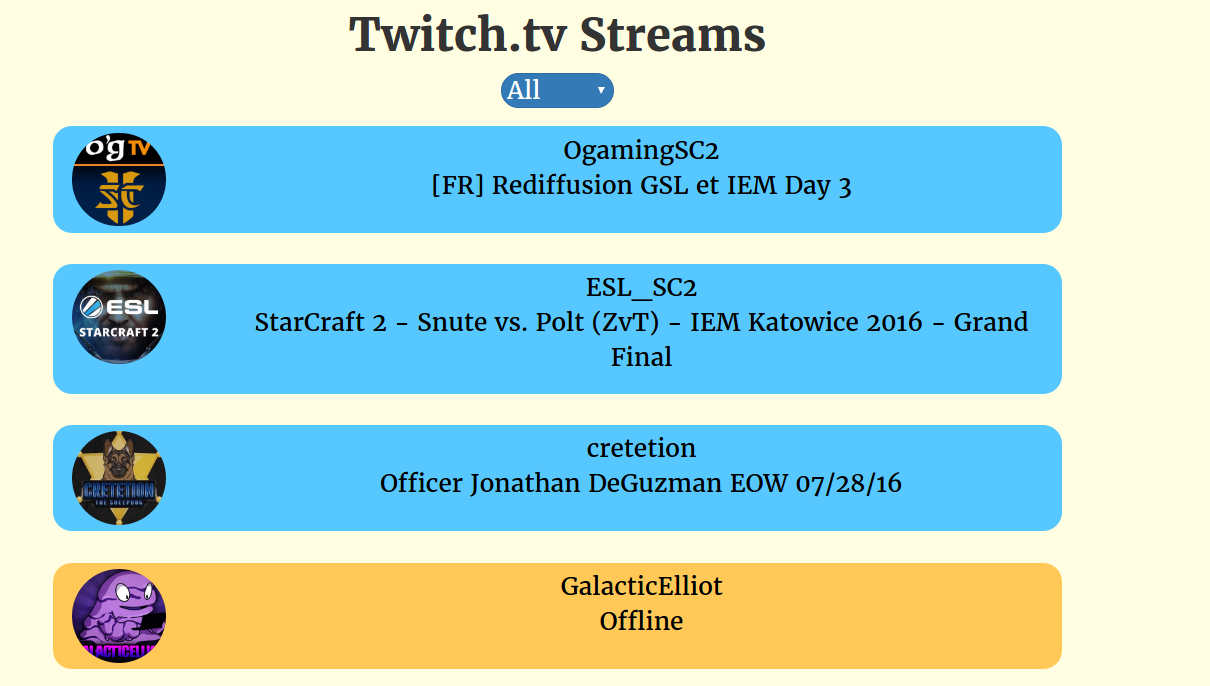 Twitch.tv Streams
All
o'g TV
SC
OgamingSC2
[FR] Rediffusion GSL et IEM Day 3
ESL
STARCRAFT 2
ESL_SC2
StarCraft 2 - Snute vs. Polt (ZvT) - IEM Katowice 2016 - Grand
Final
CRETETION
THE SHEEPDOG
cretetion
Officer Jonathan DeGuzman EOW 07/28/16
GalacticElliot
Offline